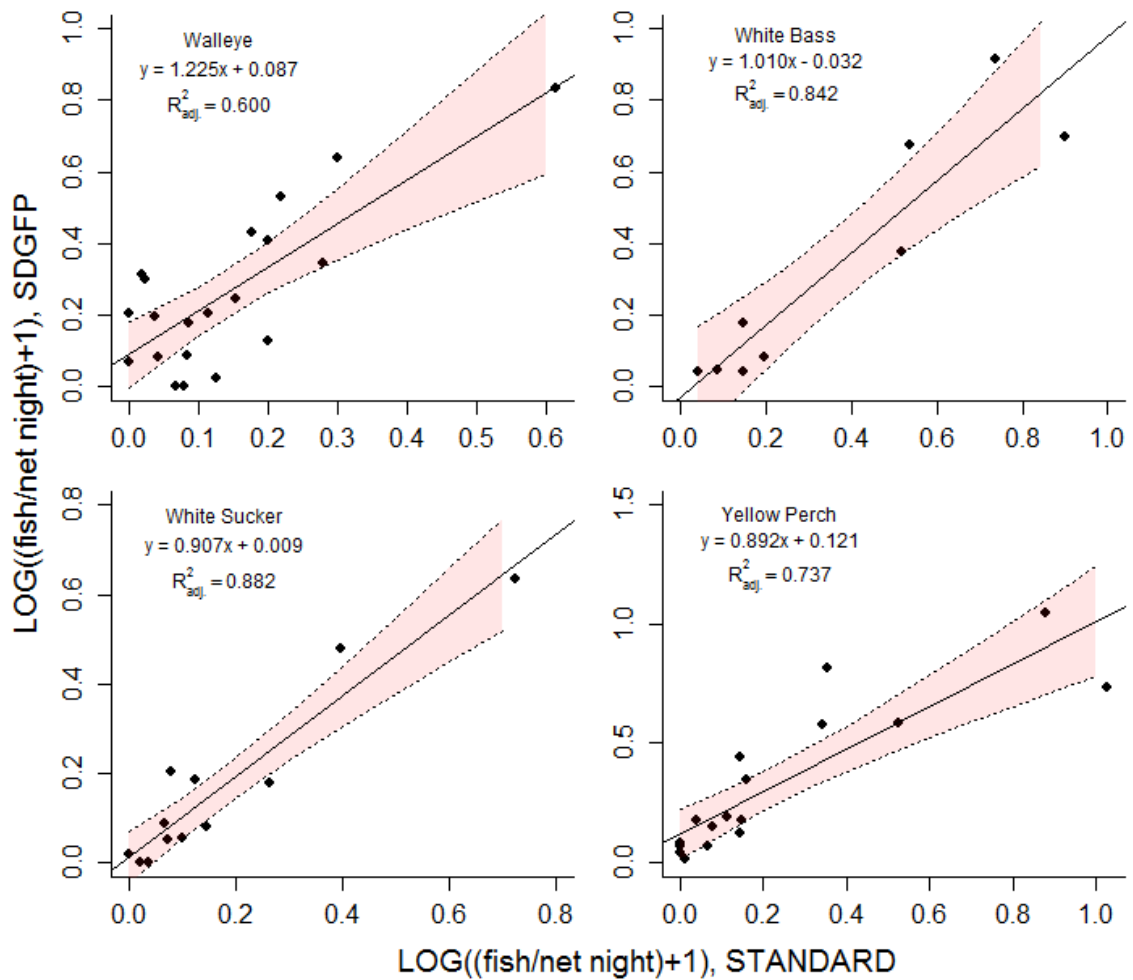 LOG((fish/net night)+1), SDGFP
Walleye
y = 1.225x + 0.087
R²adj. = 0.600
1.0
0.8
0.6
0.4
0.2
0.0
0.0 0.1 0.2 0.3 0.4 0.5 0.6
White Bass
y = 1.010x - 0.032
R²adj. = 0.842
1.0
0.8
0.6
0.4
0.2
0.0
0.0 0.2 0.4 0.6 0.8 1.0
White Sucker
y = 0.907x + 0.009
R²adj. = 0.882
0.8
0.6
0.4
0.2
0.0
0.0 0.2 0.4 0.6 0.8
Yellow Perch
y = 0.892x + 0.121
R²adj. = 0.737
1.5
1.0
0.5
0.0
0.0 0.2 0.4 0.6 0.8 1.0
LOG((fish/net night)+1), STANDARD